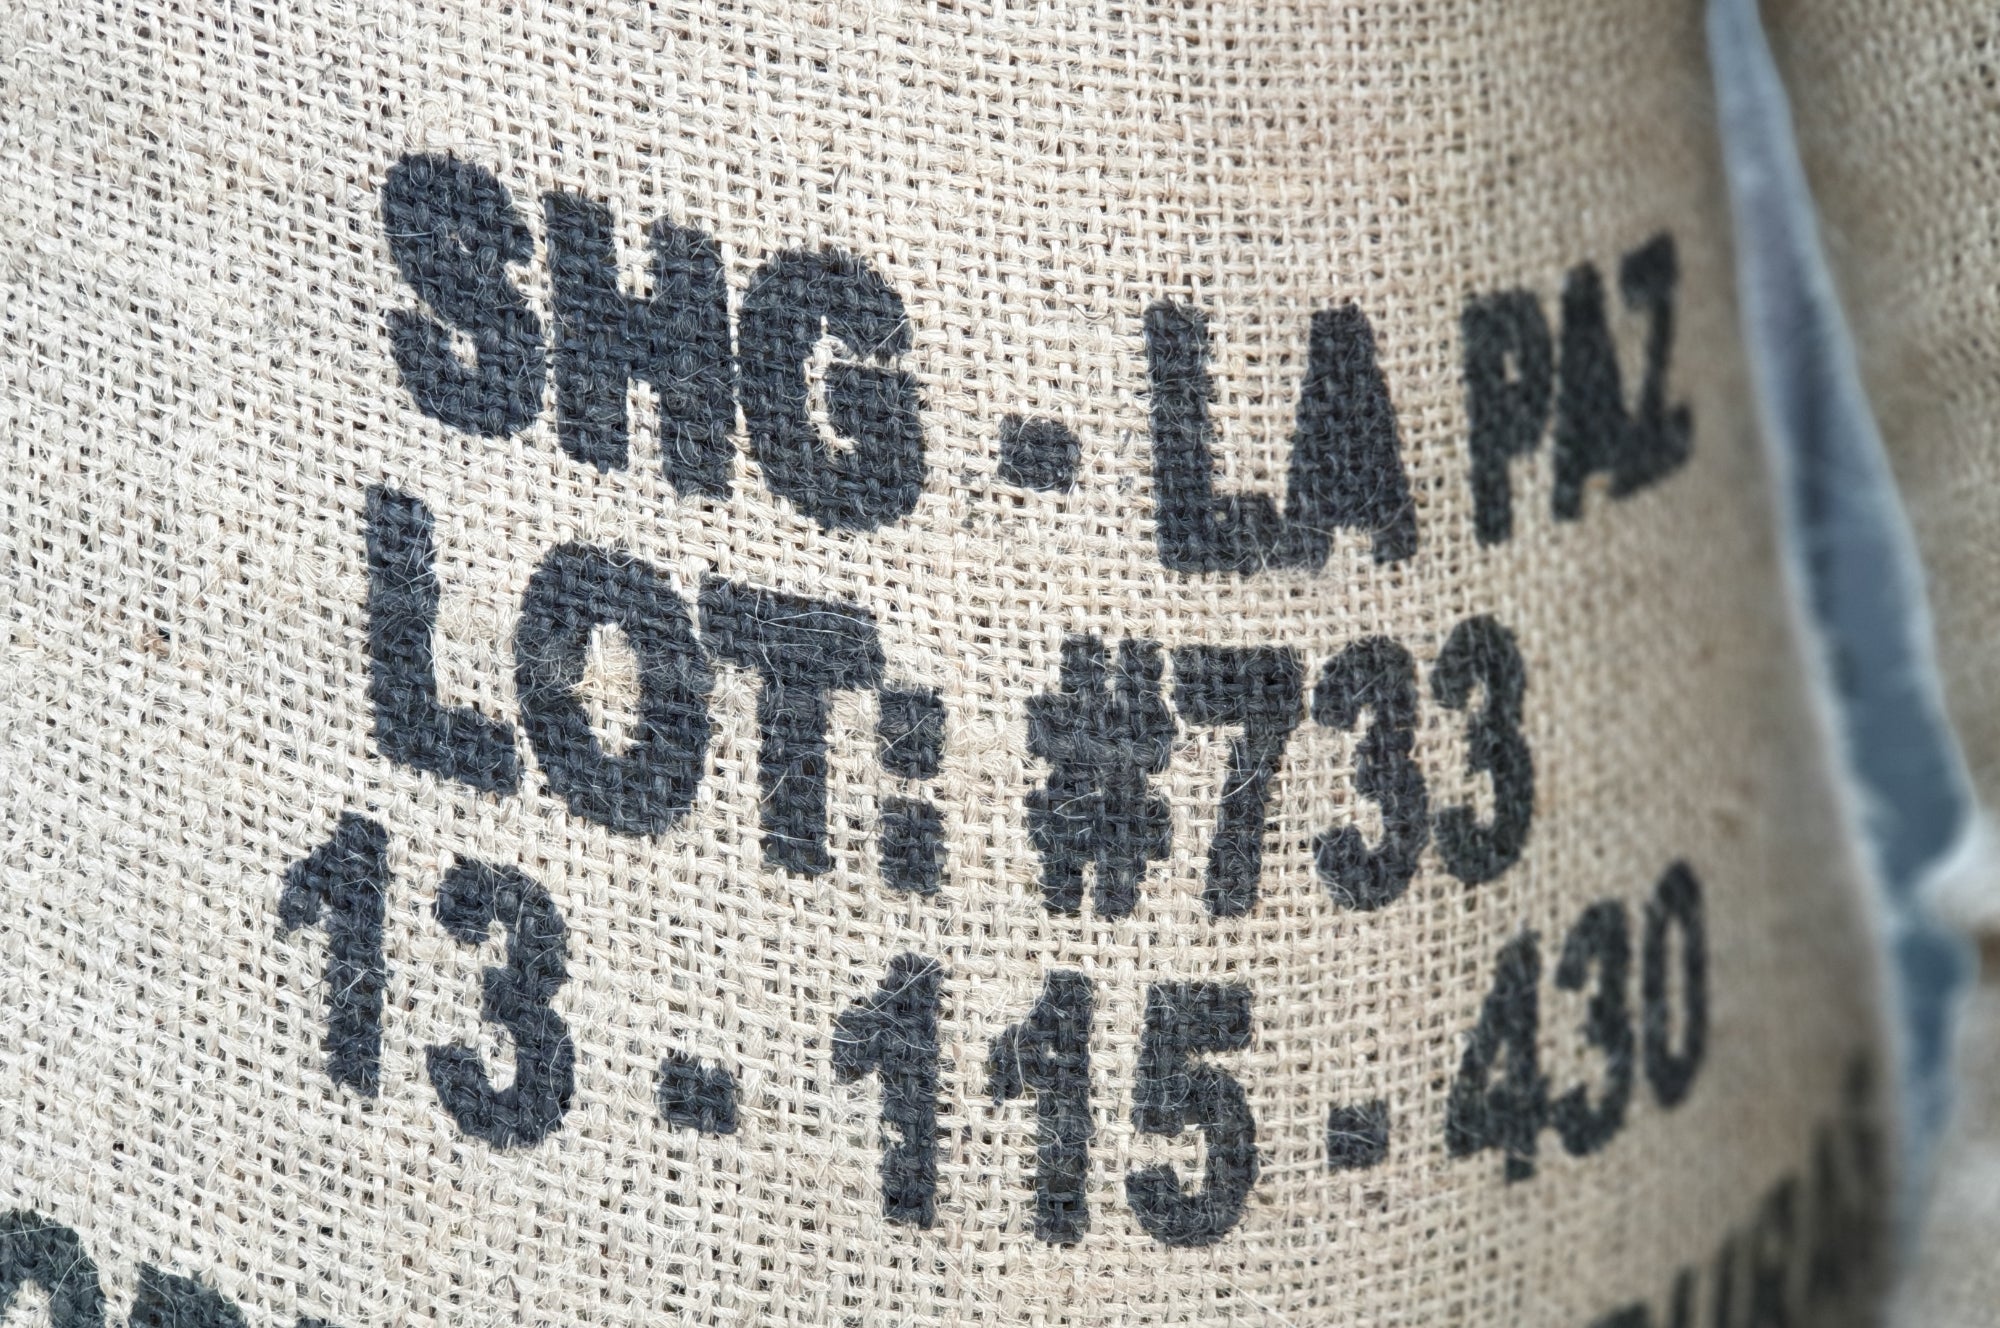 SHG - LA PAZ
LOT: #733
13 - 115 - 430